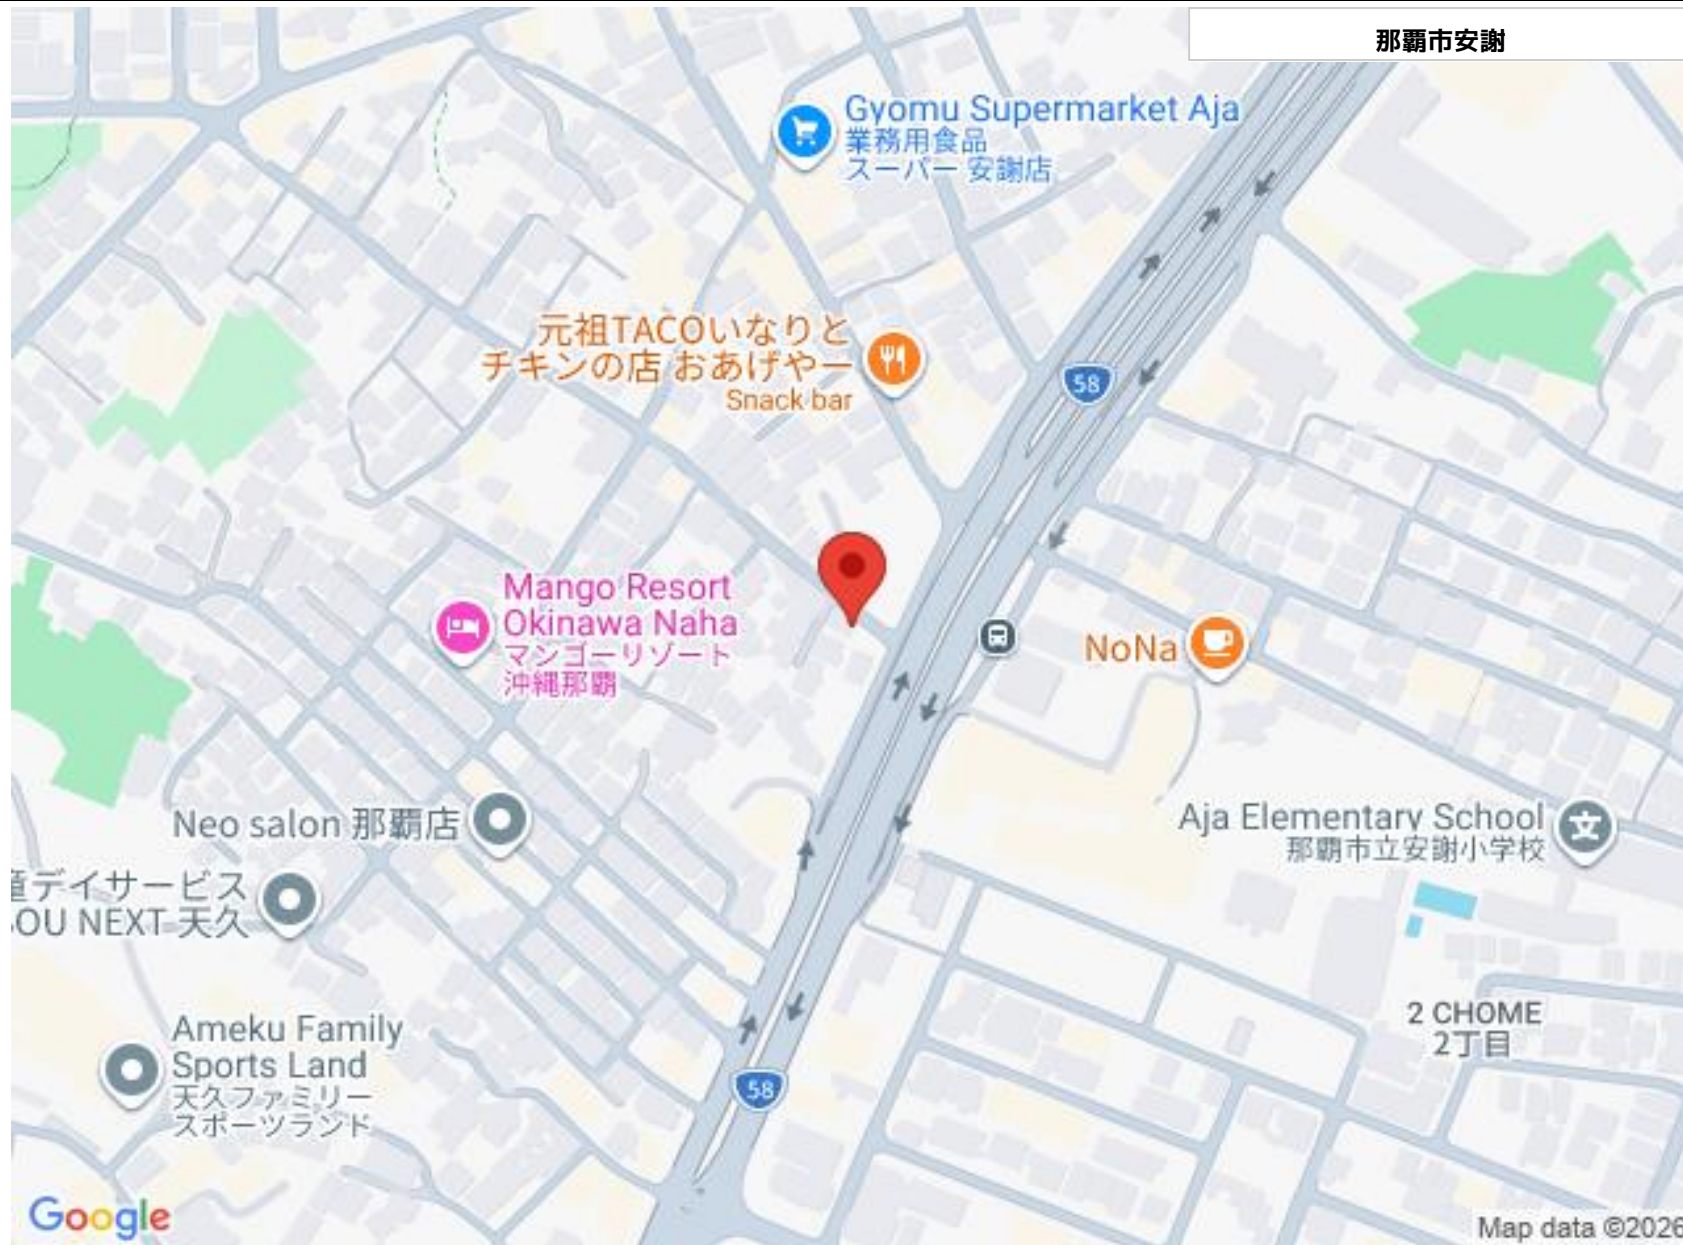 那覇市安謝
Gyomu Supermarket Aja
業務用食品
スーパー 安謝店
元祖TACOいなりと
チキンの店 おあげやー
Snack bar
58
Mango Resort
Okinawa Naha
マンゴーリゾート
沖縄那覇
NoNa
Neo salon 那覇店
Aja Elementary School
那覇市立安謝小学校
童デイサービス
OU NEXT 天久
2 CHOME
2丁目
Ameku Family
Sports Land
天久ファミリー
スポーツランド
58
Google
Map data ©2026